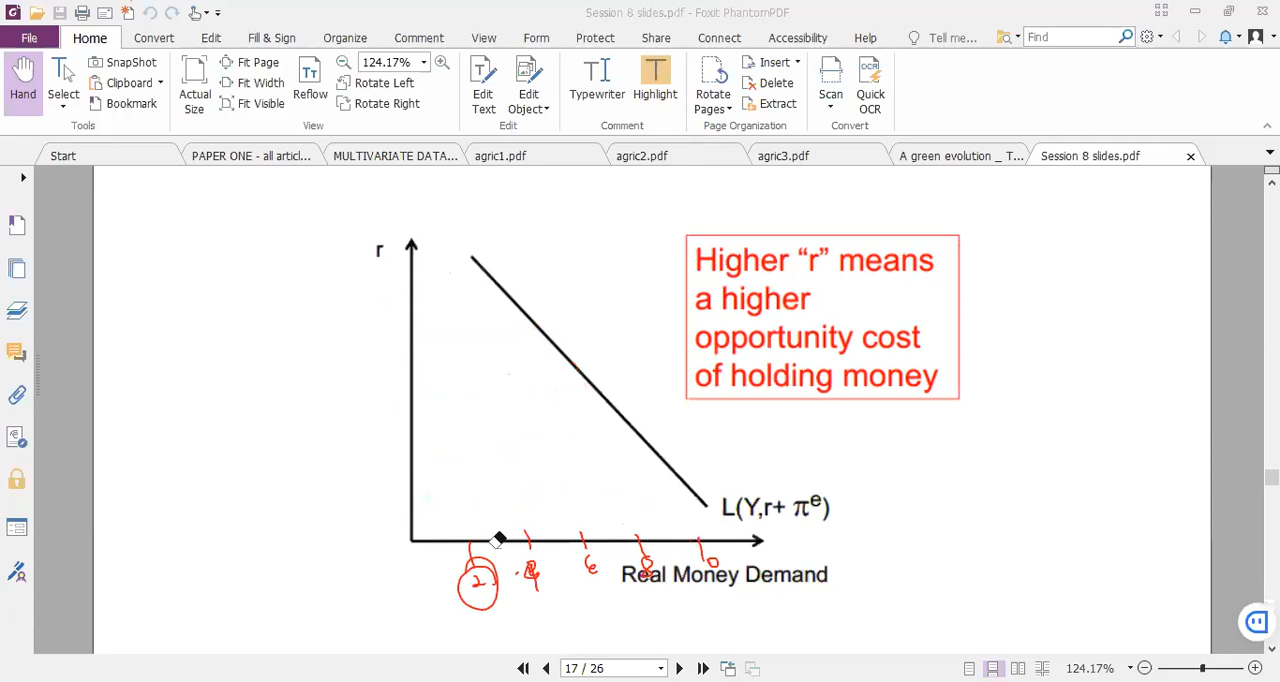 Session 8 slides.pdf - Foxit PhantomPDF
File Home Convert Edit Fill & Sign Organize Comment View Form Protect Share Connect Accessibility Help Tell me... Find
SnapShot Fit Page 124.17% Insert
Clipboard Fit Width Rotate Left Delete
Hand Select Bookmark Actual Size Fit Visible Reflow Rotate Right Edit Text Edit Object Typewriter Highlight Rotate Pages Extract Scan Quick OCR
Tools View Edit Comment Page Organization Convert
Start PAPER ONE - all articl... MULTIVARIATE DATA... agric1.pdf agric2.pdf agric3.pdf A green evolution _ T... Session 8 slides.pdf
r
Higher “r” means
a higher
opportunity cost
of holding money
L(Y,r+ πe)
2 4 6 8 10
Real Money Demand
17 / 26 124.17%